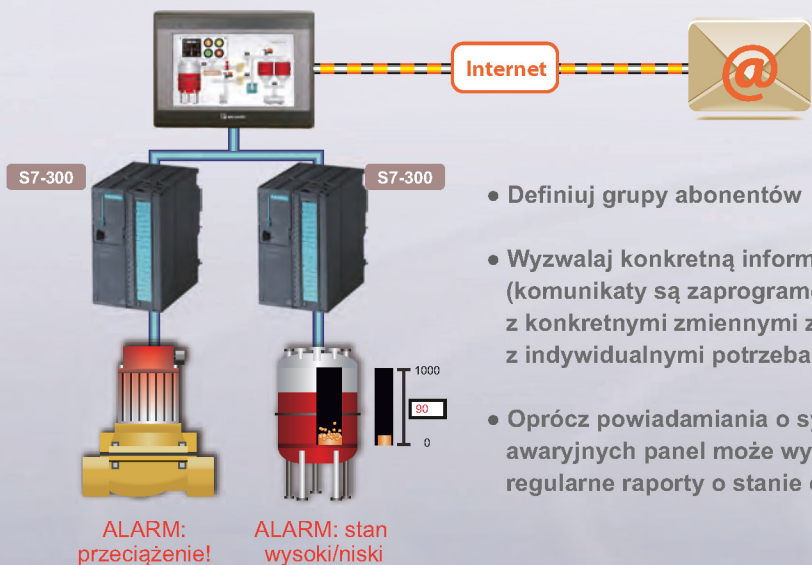 Internet
@
S7-300
S7-300
● Definiuj grupy abonentów
● Wyzwalaj konkretną inform
(komunikaty są zaprogram
z konkretnymi zmiennymi z
z indywidualnymi potrzeba
● Oprócz powiadamiania o sy
awaryjnych panel może wy
regularne raporty o stanie
1000
90
0
ALARM:
przeciążenie!
ALARM: stan
wysoki/niski